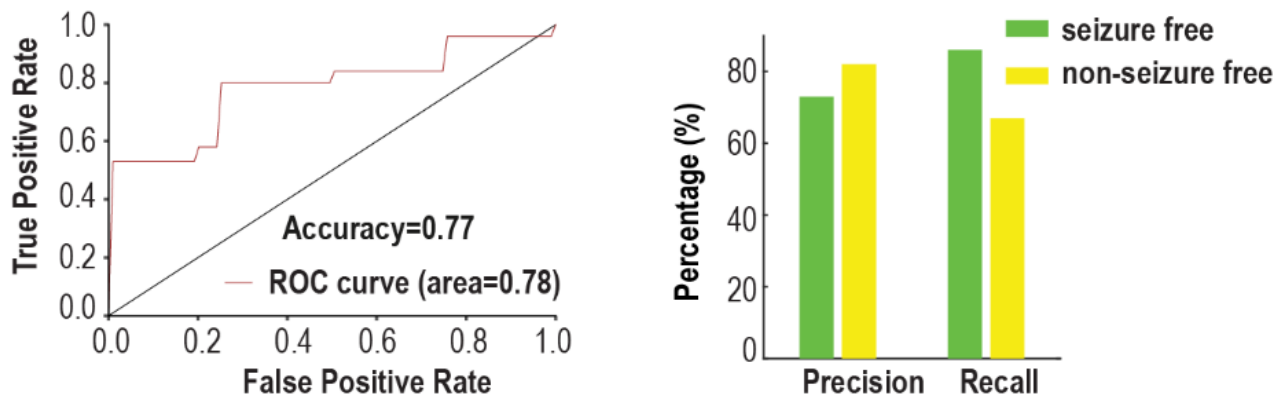 True Positive Rate
1.0
0.8
0.6
0.4
0.2
0.0
Accuracy=0.77
ROC curve (area=0.78)
0.0 0.2 0.4 0.6 0.8 1.0
False Positive Rate
seizure free
non-seizure free
Percentage (%)
80
60
40
20
0
Precision Recall